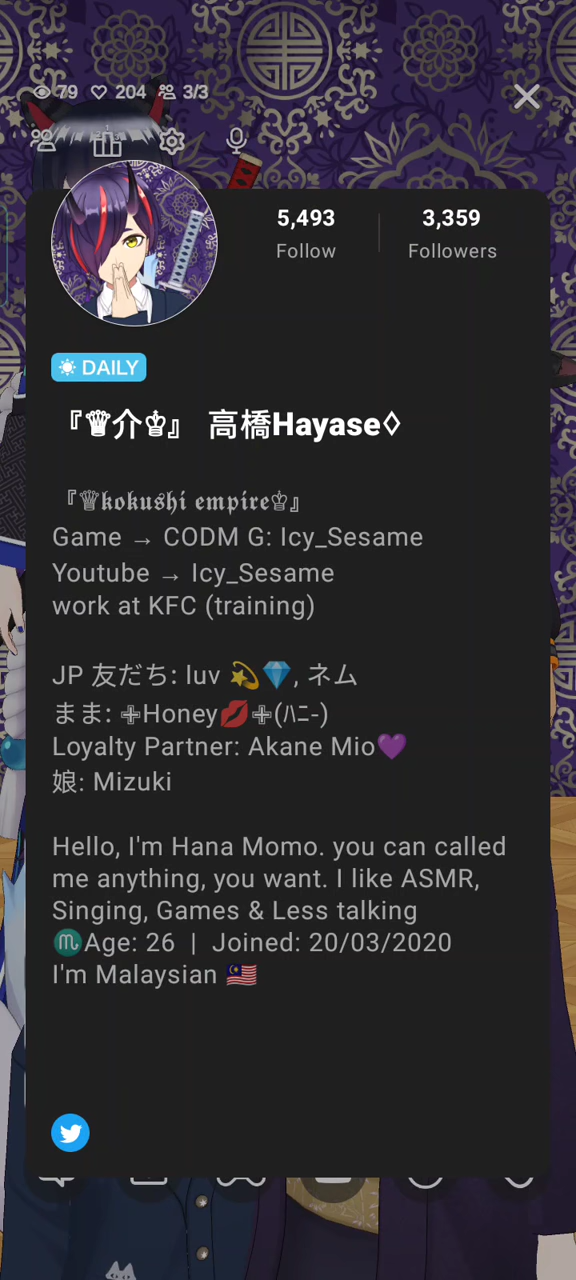 79 204 3/3
5,493 3,359
Follow Followers
DAILY
『♕介♔』 高橋Hayase◊
『♕𝖐𝖔𝖐𝖚𝖘𝖍𝖎 𝖊𝖒𝖕𝖎𝖗𝖊♔』
Game → CODM G: Icy_Sesame
Youtube → Icy_Sesame
work at KFC (training)
JP 友だち: luv 💫💎, ネム
まま: ✙Honey💋✙(ﾊﾆ-)
Loyalty Partner: Akane Mio💜
娘: Mizuki
Hello, I'm Hana Momo. you can called
me anything, you want. I like ASMR,
Singing, Games & Less talking
♏Age: 26 | Joined: 20/03/2020
I'm Malaysian 🇲🇾